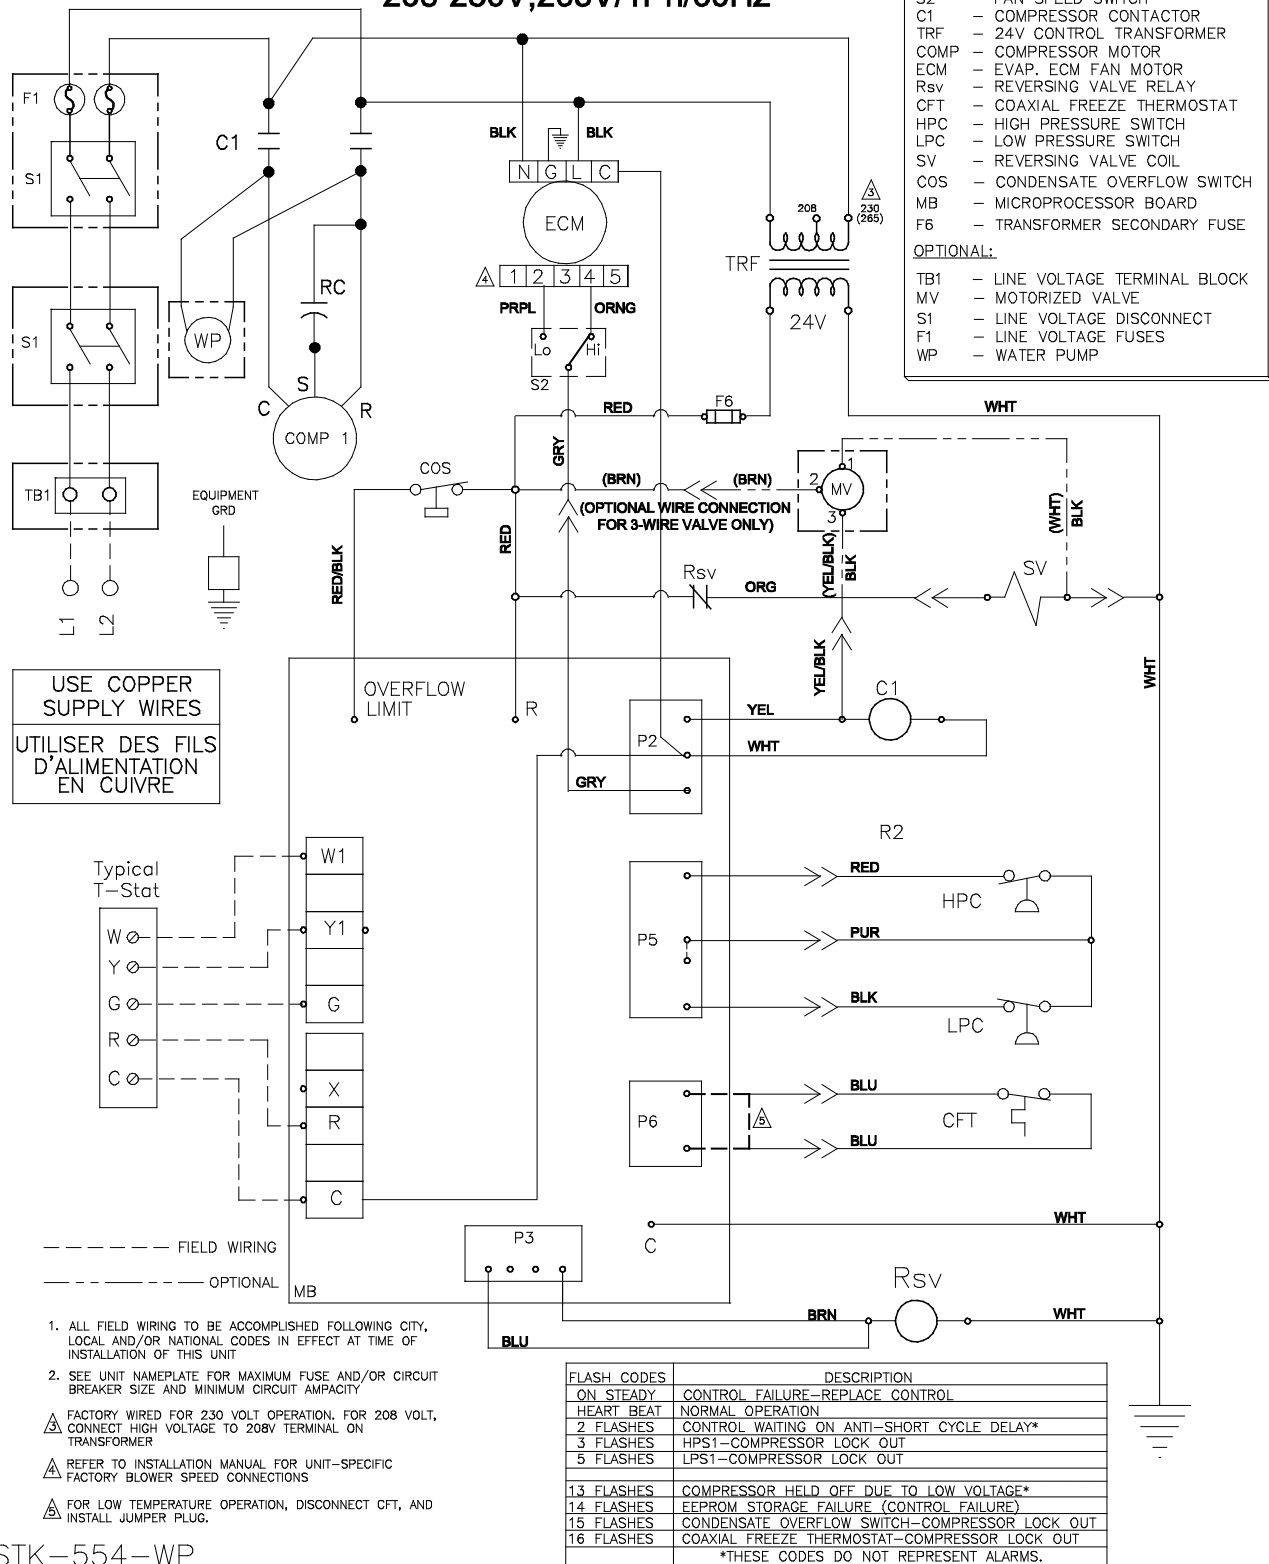 208-230V,265V/1PH/60HZ
S2 – FAN SPEED SWITCH
C1 – COMPRESSOR CONTACTOR
TRF – 24V CONTROL TRANSFORMER
COMP – COMPRESSOR MOTOR
ECM – EVAP. ECM FAN MOTOR
Rsv – REVERSING VALVE RELAY
CFT – COAXIAL FREEZE THERMOSTAT
HPC – HIGH PRESSURE SWITCH
LPC – LOW PRESSURE SWITCH
SV – REVERSING VALVE COIL
COS – CONDENSATE OVERFLOW SWITCH
MB – MICROPROCESSOR BOARD
F6 – TRANSFORMER SECONDARY FUSE
OPTIONAL:
TB1 – LINE VOLTAGE TERMINAL BLOCK
MV – MOTORIZED VALVE
S1 – LINE VOLTAGE DISCONNECT
F1 – LINE VOLTAGE FUSES
WP – WATER PUMP
F1
S1
S1
TB1
L1
L2
C1
WP
RC
S
C
R
COMP 1
EQUIPMENT
GRD
BLK
BLK
N G L C
ECM
4
1 2 3 4 5
PRPL
ORNG
Lo
Hi
S2
TRF
208
3
230
(265)
24V
RED
F6
WHT
GRY
COS
(BRN)
(BRN)
(OPTIONAL WIRE CONNECTION
FOR 3-WIRE VALVE ONLY)
1
2
MV
3
(WHT)
BLK
RED/BLK
RED
(YEL/BLK)
BLK
Rsv
ORG
SV
YEL/BLK
WHT
USE COPPER
SUPPLY WIRES
UTILISER DES FILS
D'ALIMENTATION
EN CUIVRE
OVERFLOW
LIMIT
R
P2
YEL
C1
WHT
GRY
R2
Typical
T–Stat
W
Y
G
R
C
W1
Y1
G
X
R
C
P5
RED
HPC
PUR
BLK
LPC
P6
BLU
5
CFT
BLU
WHT
C
P3
MB
Rsv
BRN
WHT
BLU
FIELD WIRING
OPTIONAL
1. ALL FIELD WIRING TO BE ACCOMPLISHED FOLLOWING CITY,
LOCAL AND/OR NATIONAL CODES IN EFFECT AT TIME OF
INSTALLATION OF THIS UNIT
2. SEE UNIT NAMEPLATE FOR MAXIMUM FUSE AND/OR CIRCUIT
BREAKER SIZE AND MINIMUM CIRCUIT AMPACITY
3 FACTORY WIRED FOR 230 VOLT OPERATION. FOR 208 VOLT,
CONNECT HIGH VOLTAGE TO 208V TERMINAL ON
TRANSFORMER
4 REFER TO INSTALLATION MANUAL FOR UNIT–SPECIFIC
FACTORY BLOWER SPEED CONNECTIONS
5 FOR LOW TEMPERATURE OPERATION, DISCONNECT CFT, AND
INSTALL JUMPER PLUG.
FLASH CODES DESCRIPTION
ON STEADY CONTROL FAILURE–REPLACE CONTROL
HEART BEAT NORMAL OPERATION
2 FLASHES CONTROL WAITING ON ANTI–SHORT CYCLE DELAY*
3 FLASHES HPS1–COMPRESSOR LOCK OUT
5 FLASHES LPS1–COMPRESSOR LOCK OUT
13 FLASHES COMPRESSOR HELD OFF DUE TO LOW VOLTAGE*
14 FLASHES EEPROM STORAGE FAILURE (CONTROL FAILURE)
15 FLASHES CONDENSATE OVERFLOW SWITCH–COMPRESSOR LOCK OUT
16 FLASHES COAXIAL FREEZE THERMOSTAT–COMPRESSOR LOCK OUT
*THESE CODES DO NOT REPRESENT ALARMS.
STK–554–WP